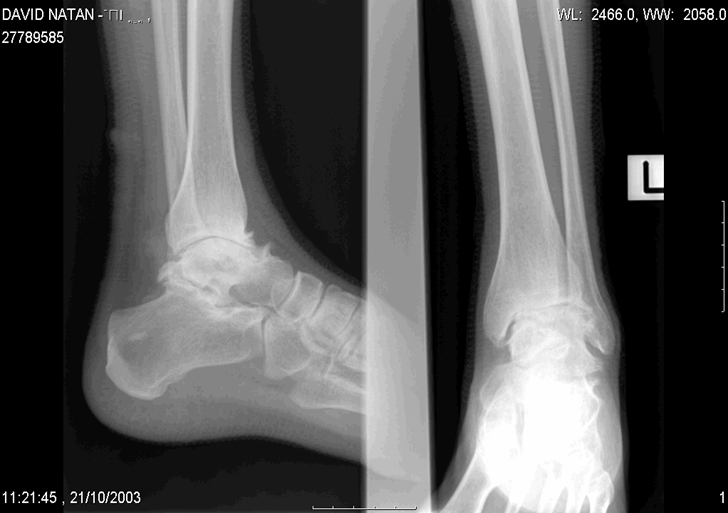 DAVID NATAN -
27789585
WL: 2466.0, WW: 2058.0
L
11:21:45 , 21/10/2003
1